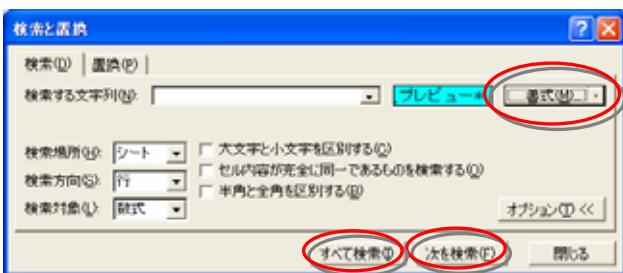 検索と置換
検索(D) 置換(P)
検索する文字列(N): プレビュー* 書式(M)...
検索場所(H): シート 大文字と小文字を区別する(C)
セル内容が完全に同一であるものを検索する(O)
検索方向(S): 行
半角と全角を区別する(B)
検索対象(L): 数式
オプション(T) <<
すべて検索(I) 次を検索(F) 閉じる